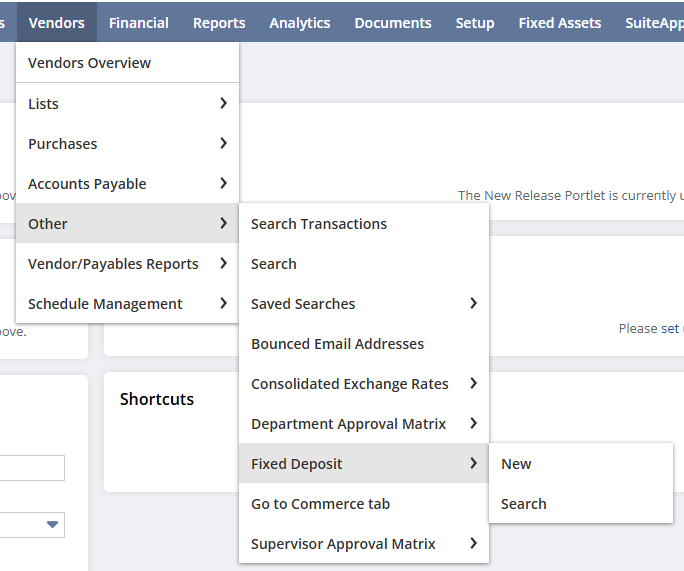 s Vendors Financial Reports Analytics Documents Setup Fixed Assets SuiteApp
Vendors Overview
Lists
Purchases
Accounts Payable
Other
Vendor/Payables Reports
Schedule Management
The New Release Portlet is currently u
Search Transactions
Search
Saved Searches
Bounced Email Addresses
Consolidated Exchange Rates
Department Approval Matrix
Fixed Deposit
Go to Commerce tab
Supervisor Approval Matrix
New
Search
Please set
ove.
Shortcuts